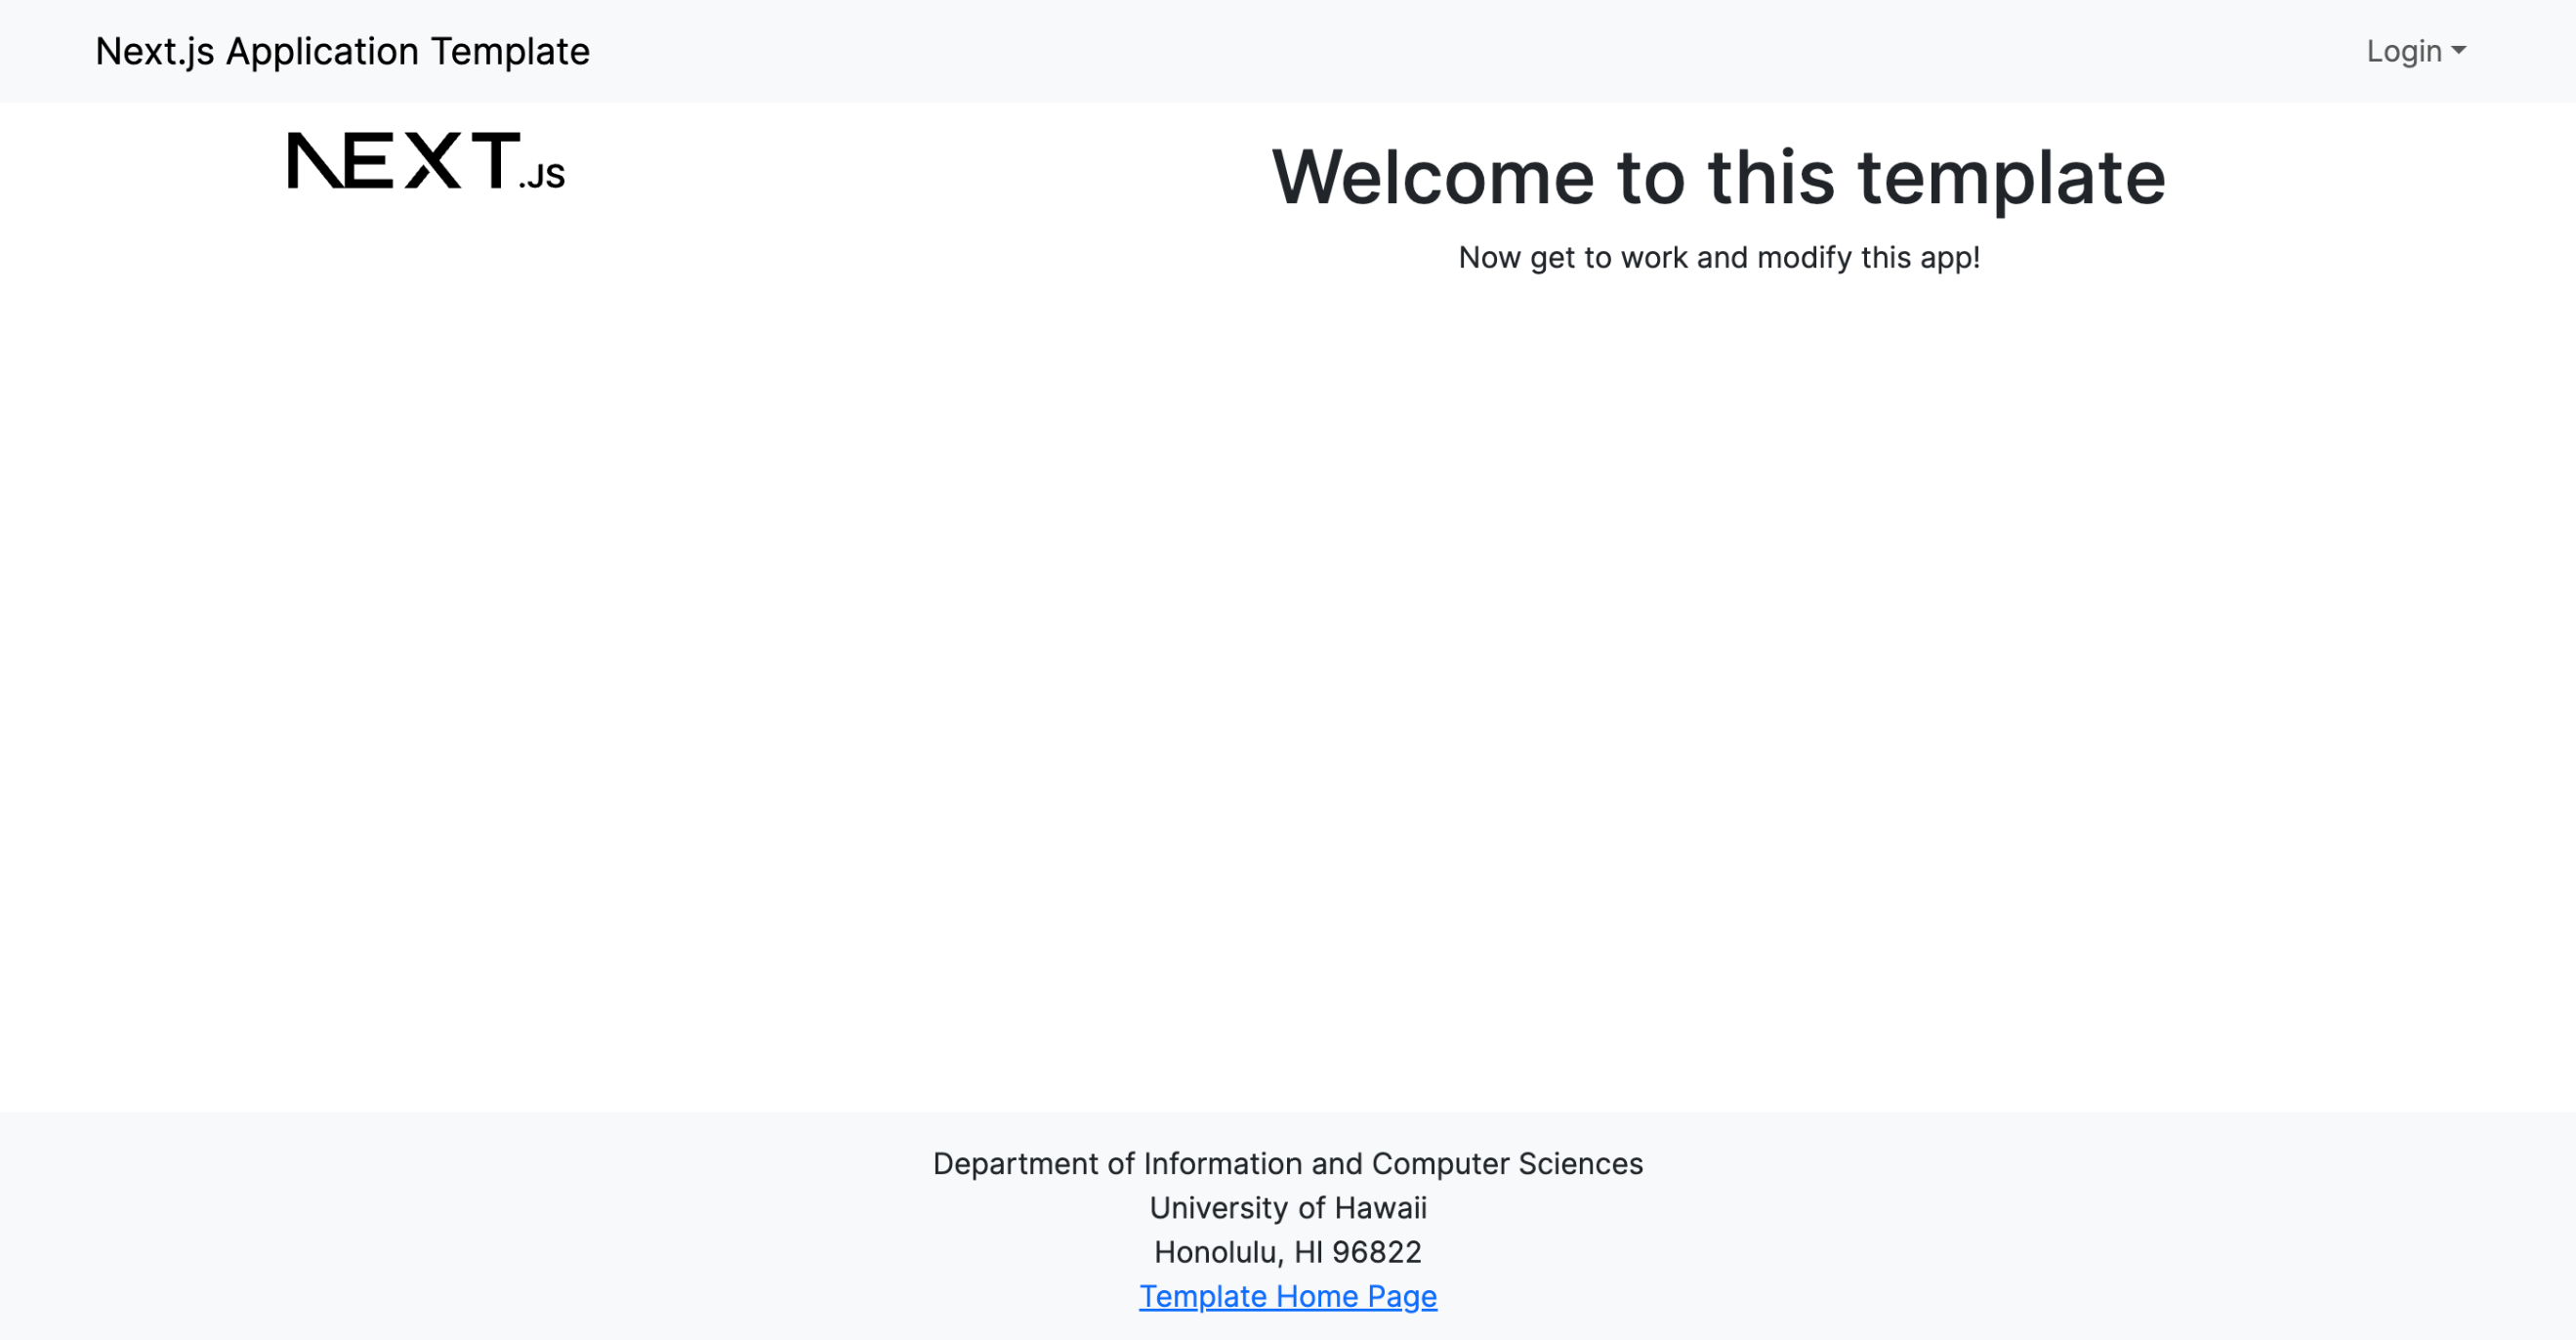 Next.js Application Template
Login
NEXT.JS
Welcome to this template
Now get to work and modify this app!
Department of Information and Computer Sciences
University of Hawaii
Honolulu, HI 96822
Template Home Page